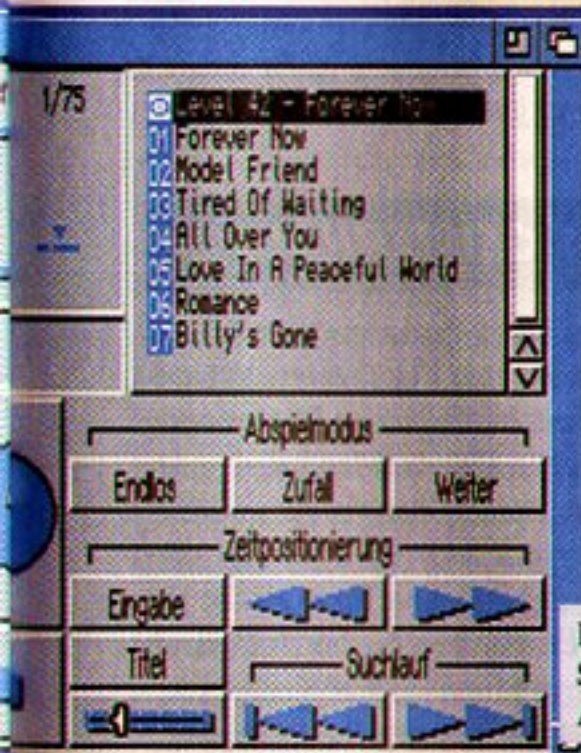 1/75
Level 42 - Forever Now
01 Forever Now
02 Model Friend
03 Tired Of Waiting
04 All Over You
05 Love In A Peaceful World
06 Romance
07 Billy's Gone
Abspielmodus
Endlos Zufall Weiter
Zeitpositionierung
Eingabe
Titel Suchlauf